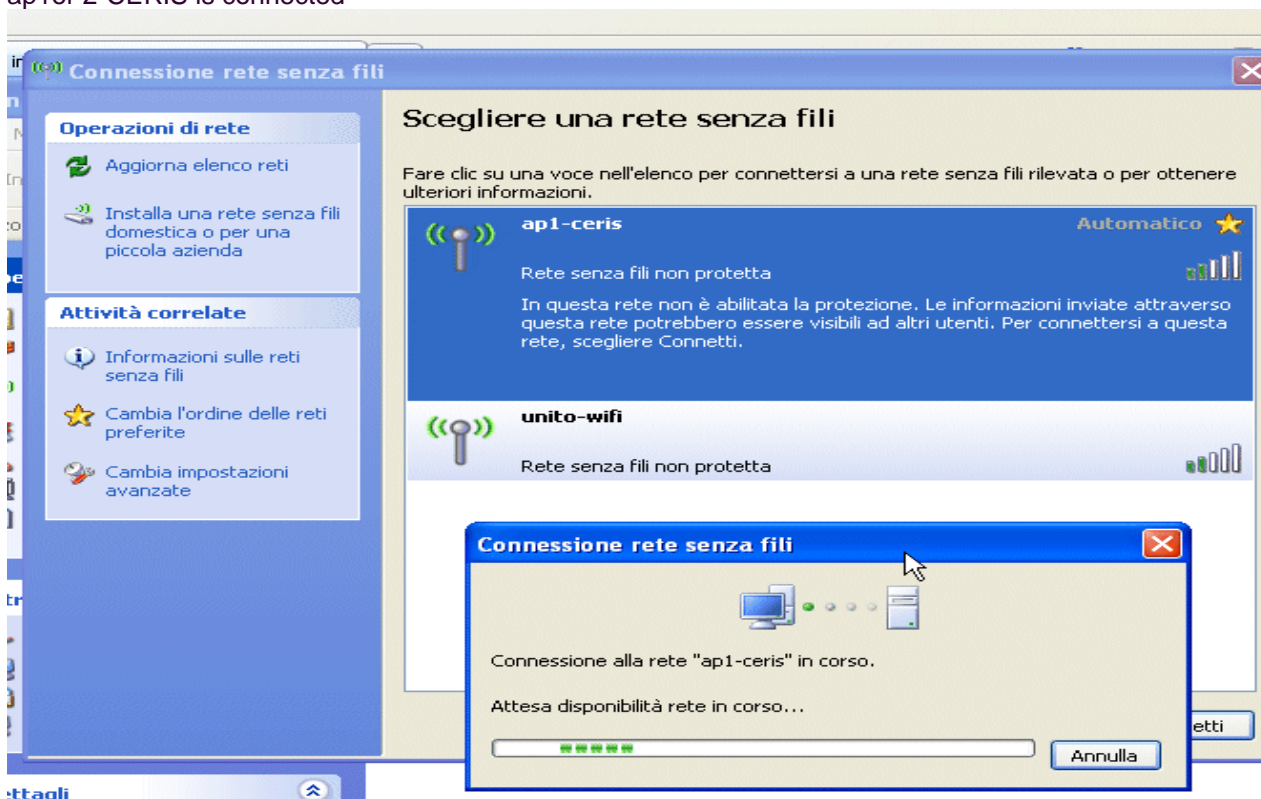 is connected
Connessione rete senza fili
Operazioni di rete
Aggiorna elenco reti
Installa una rete senza fili
domestica o per una
piccola azienda
Attività correlate
Informazioni sulle reti
senza fili
Cambia l'ordine delle reti
preferite
Cambia impostazioni
avanzate
Scegliere una rete senza fili
Fare clic su una voce nell'elenco per connettersi a una rete senza fili rilevata o per ottenere
ulteriori informazioni.
ap1-ceris
Automatico
Rete senza fili non protetta
In questa rete non è abilitata la protezione. Le informazioni inviate attraverso
questa rete potrebbero essere visibili ad altri utenti. Per connettersi a questa
rete, scegliere Connetti.
unito-wifi
Rete senza fili non protetta
Connessione rete senza fili
Connessione alla rete "ap1-ceris" in corso.
Attesa disponibilità rete in corso...
Annulla
etti
ettagli